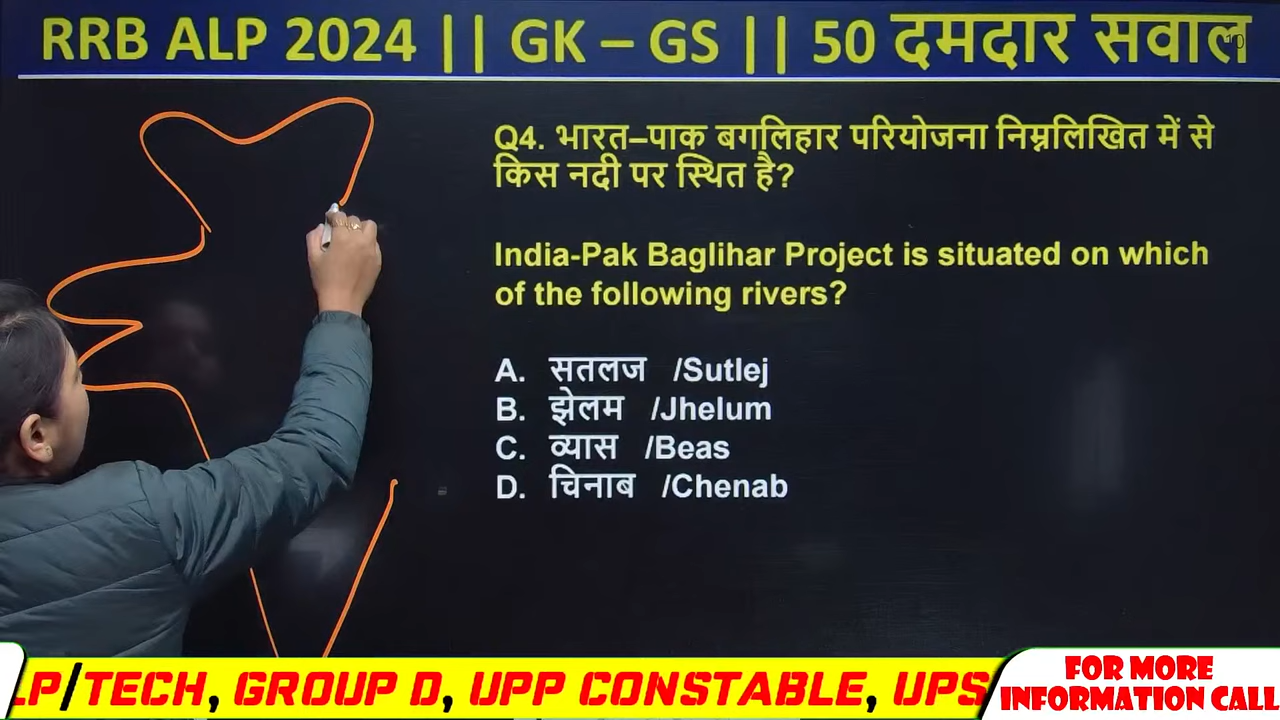 RRB ALP 2024 || GK – GS || 50 दमदार सवाल
Q4. भारत–पाक बगलिहार परियोजना निम्नलिखित में से
किस नदी पर स्थित है?
India-Pak Baglihar Project is situated on which
of the following rivers?
A. सतलज /Sutlej
B. झेलम /Jhelum
C. व्यास /Beas
D. चिनाब /Chenab
LP/TECH, GROUP D, UPP CONSTABLE, UPS
FOR MORE
INFORMATION CALL